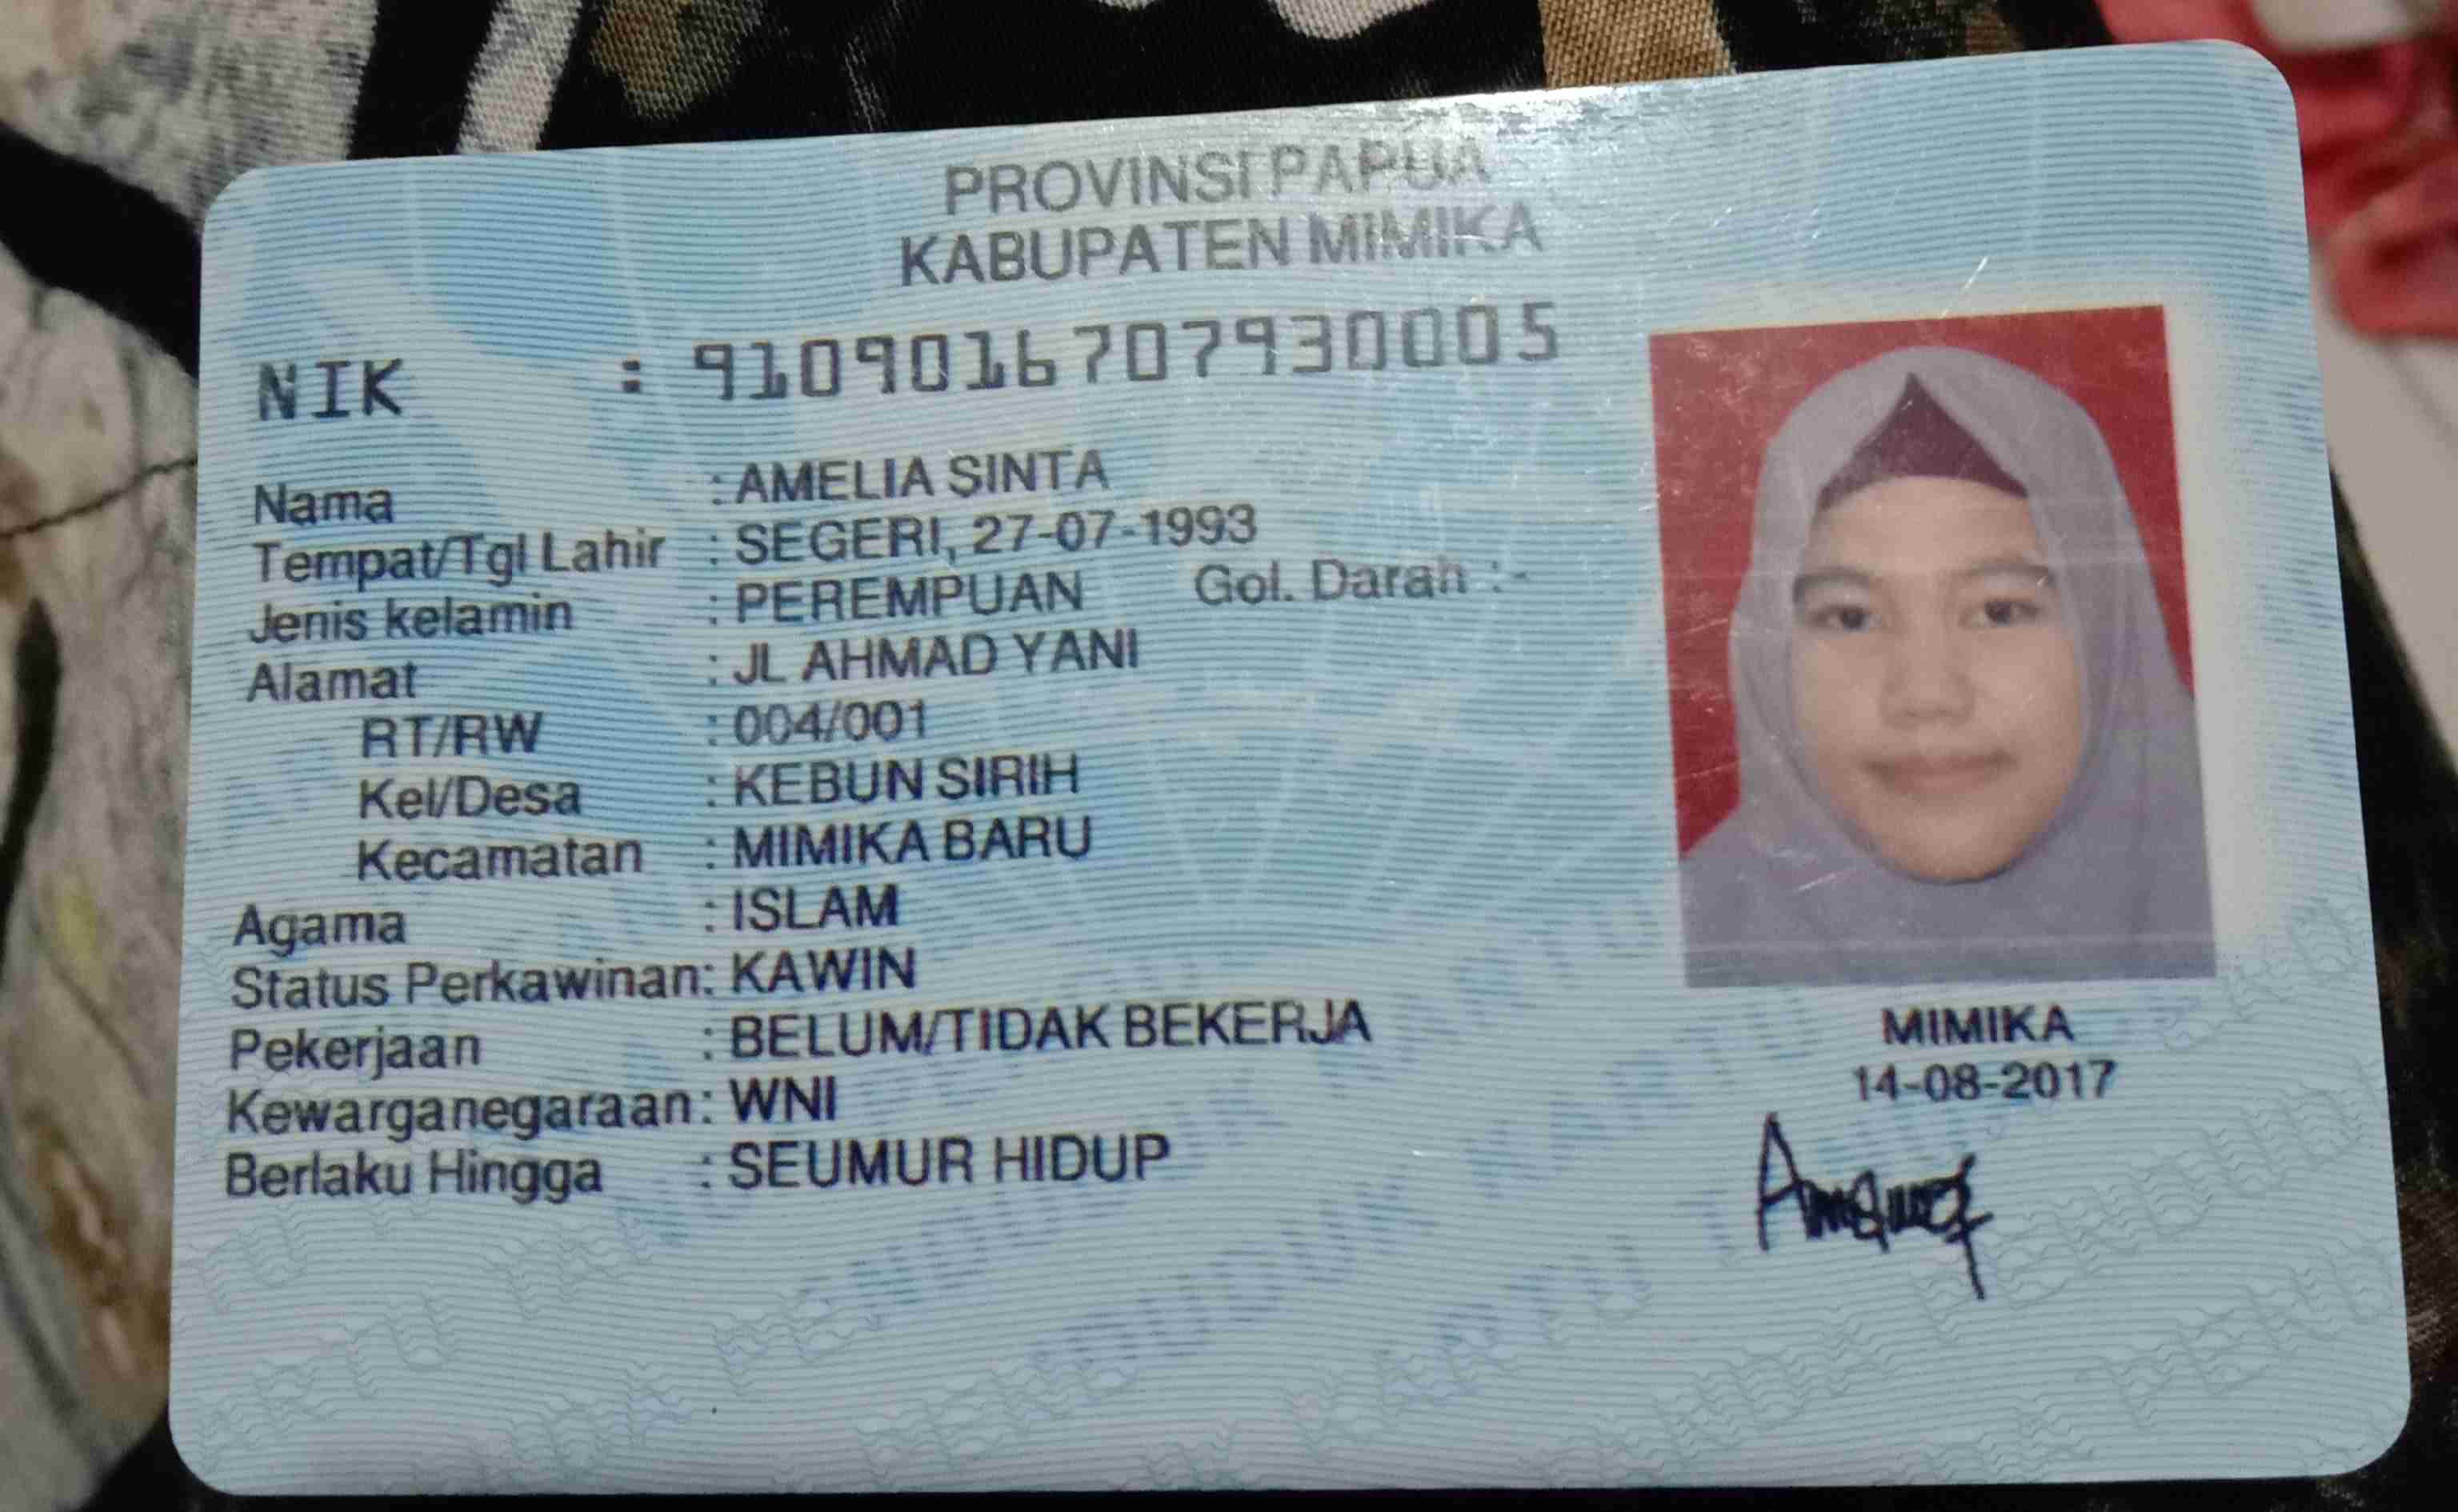 PROVINSI PAPUA
KABUPATEN MIMIKA
NIK : 9109016707930005
Nama : AMELIA SINTA
Tempat/Tgl Lahir : SEGERI, 27-07-1993
Jenis kelamin : PEREMPUAN Gol. Darah : -
Alamat : JL AHMAD YANI
RT/RW : 004/001
Kel/Desa : KEBUN SIRIH
Kecamatan : MIMIKA BARU
Agama : ISLAM
Status Perkawinan: KAWIN
Pekerjaan : BELUM/TIDAK BEKERJA
Kewarganegaraan: WNI
Berlaku Hingga : SEUMUR HIDUP
MIMIKA
14-08-2017